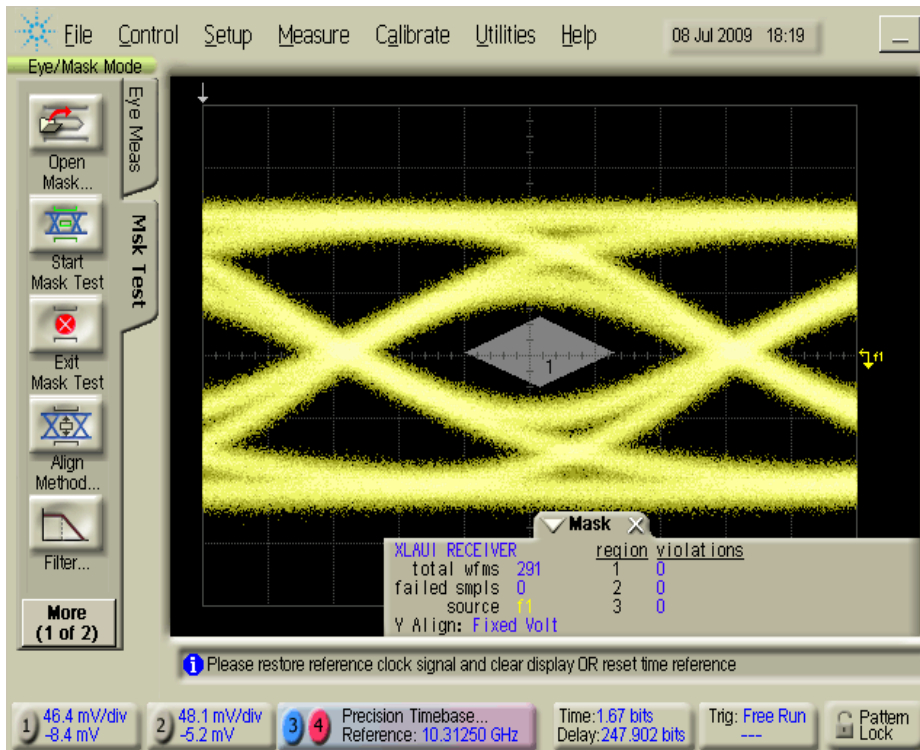 File Control Setup Measure Calibrate Utilities Help 08 Jul 2009 18:19
Eye/Mask Mode
Eye Meas
Msk Test
Open
Mask...
Start
Mask Test
Exit
Mask Test
Align
Method...
Filter...
More
(1 of 2)
1
f1
Mask
XLAUI RECEIVER region violations
total wfms 291 1 0
failed smpls 0 2 0
source f1 3 0
Y Align: Fixed Volt
Please restore reference clock signal and clear display OR reset time reference
1) 46.4 mV/div
-8.4 mV
2) 48.1 mV/div
-5.2 mV
3 4 Precision Timebase...
Reference: 10.31250 GHz
Time:1.67 bits
Delay:247.902 bits
Trig: Free Run
---
Pattern
Lock